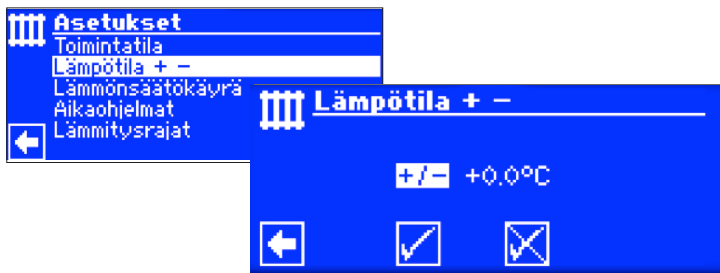 Asetukset
Toimintatila
Lämpötila + −
Lämmönsäätökäyrä
Aikaohjelmat
Lämmitysrajat
Lämpötila + −
+/− +0.0°C